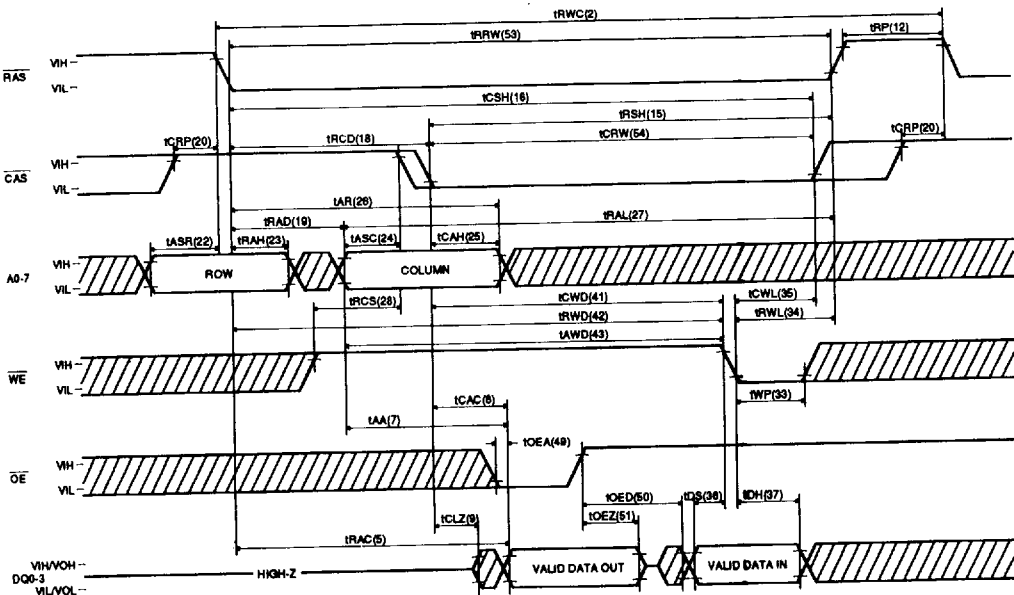 tRWC(2)
tRRW(53)
tRP(12)
RAS
VIH
VIL
tCSH(16)
tRSH(15)
tCRP(20)
tRCD(18)
tCRW(54)
tCRP(20)
CAS
VIH
VIL
tAR(26)
tRAD(19)
tRAL(27)
tASR(22)
tRAH(23)
tASC(24)
tCAH(25)
A0-7
VIH
VIL
ROW
COLUMN
tRCS(28)
tCWD(41)
tCWL(35)
tRWD(42)
tRWL(34)
tAWD(43)
WE
VIH
VIL
tWP(33)
tCAC(6)
tAA(7)
tOEA(49)
OE
VIH
VIL
tOED(50)
tDS(36)
tDH(37)
tOEZ(51)
tCLZ(9)
tRAC(5)
VIH/VOH
DQ0-3
VIL/VOL
HIGH-Z
VALID DATA OUT
VALID DATA IN